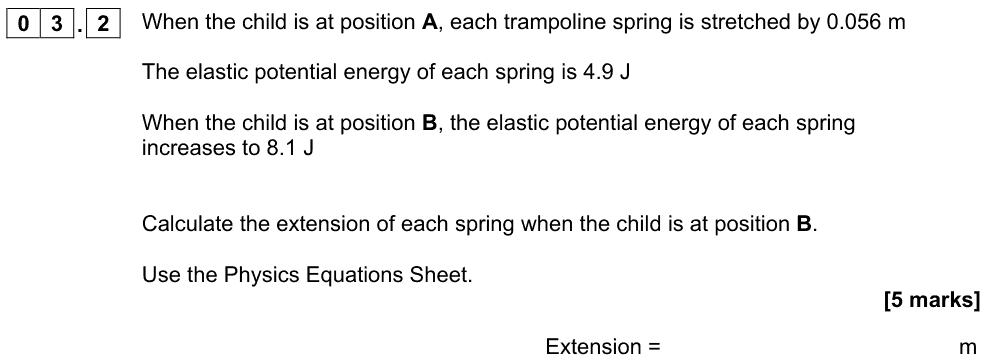 0 3 . 2 When the child is at position A, each trampoline spring is stretched by 0.056 m
The elastic potential energy of each spring is 4.9 J
When the child is at position B, the elastic potential energy of each spring
increases to 8.1 J
Calculate the extension of each spring when the child is at position B.
Use the Physics Equations Sheet.
[5 marks]
Extension = m